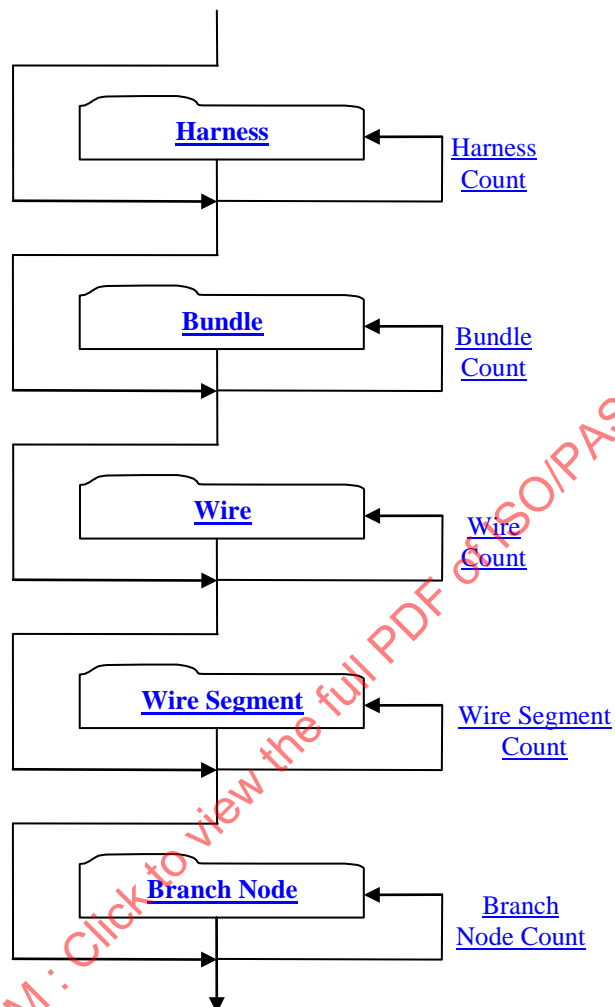 Harness
Harness
Count
Bundle
Bundle
Count
Wire
Wire
Count
Wire Segment
Wire Segment
Count
Branch Node
Branch
Node Count
M : Click to view the full PDF of ISO/PAS